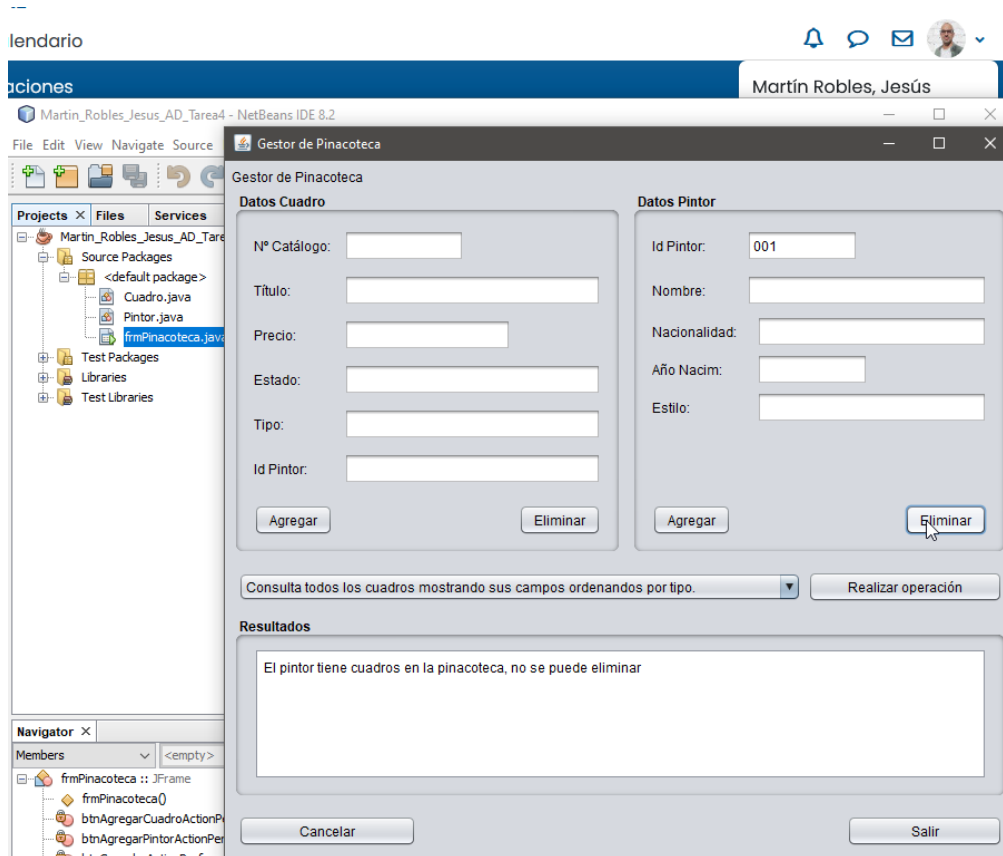 lendario
aciones
Martín Robles, Jesús
Martin_Robles_Jesus_AD_Tarea4 - NetBeans IDE 8.2
File Edit View Navigate Source
Gestor de Pinacoteca
Gestor de Pinacoteca
Projects Files Services
Martin_Robles_Jesus_AD_Tare
Source Packages
<default package>
Cuadro.java
Pintor.java
frmPinacoteca.java
Test Packages
Libraries
Test Libraries
Datos Cuadro
Nº Catálogo:
Título:
Precio:
Estado:
Tipo:
Id Pintor:
Agregar Eliminar
Datos Pintor
Id Pintor: 001
Nombre:
Nacionalidad:
Año Nacim:
Estilo:
Agregar Eliminar
Consulta todos los cuadros mostrando sus campos ordenandos por tipo. Realizar operación
Resultados
El pintor tiene cuadros en la pinacoteca, no se puede eliminar
Navigator
Members <empty>
frmPinacoteca :: JFrame
frmPinacoteca()
btnAgregarCuadroActionP
btnAgregarPintorActionPer
Cancelar Salir